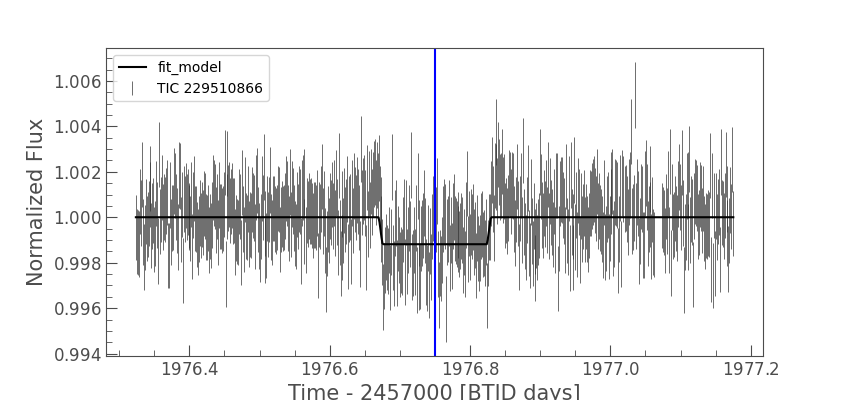 fit_model
TIC 229510866
1.006
1.004
1.002
1.000
0.998
0.996
0.994
Normalized Flux
1976.4 1976.6 1976.8 1977.0 1977.2
Time - 2457000 [BTJD days]